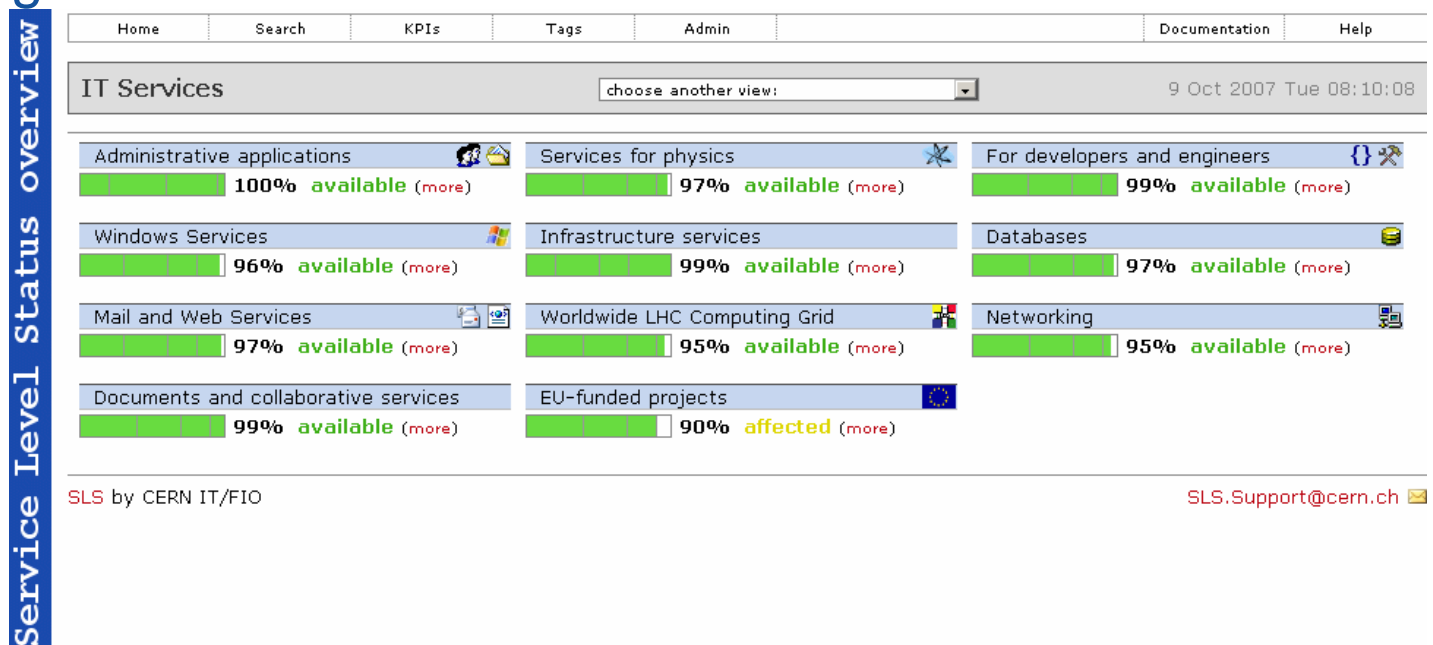 Service Level Status overview
Home Search KPIs Tags Admin Documentation Help
IT Services choose another view: 9 Oct 2007 Tue 08:10:08
Administrative applications
100% available (more)
Services for physics
97% available (more)
For developers and engineers {}
99% available (more)
Windows Services
96% available (more)
Infrastructure services
99% available (more)
Databases
97% available (more)
Mail and Web Services
97% available (more)
Worldwide LHC Computing Grid
95% available (more)
Networking
95% available (more)
Documents and collaborative services
99% available (more)
EU-funded projects
90% affected (more)
SLS by CERN IT/FIO SLS.Support@cern.ch